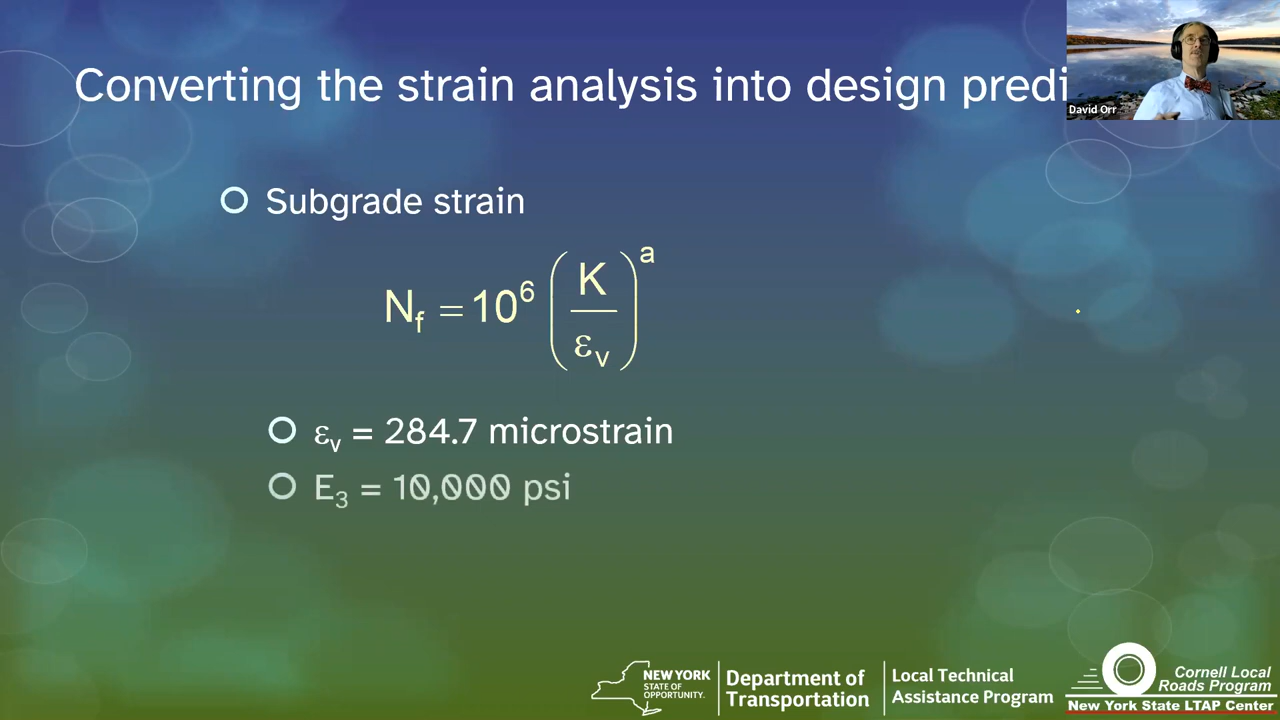 Converting the strain analysis into design predi
David Orr
Subgrade strain
N_f = 10^6 (K / ε_v)^a
ε_v = 284.7 microstrain
E_3 = 10,000 psi
NEW YORK
STATE OF
OPPORTUNITY.
Department of
Transportation
Local Technical
Assistance Program
Cornell Local
Roads Program
New York State LTAP Center